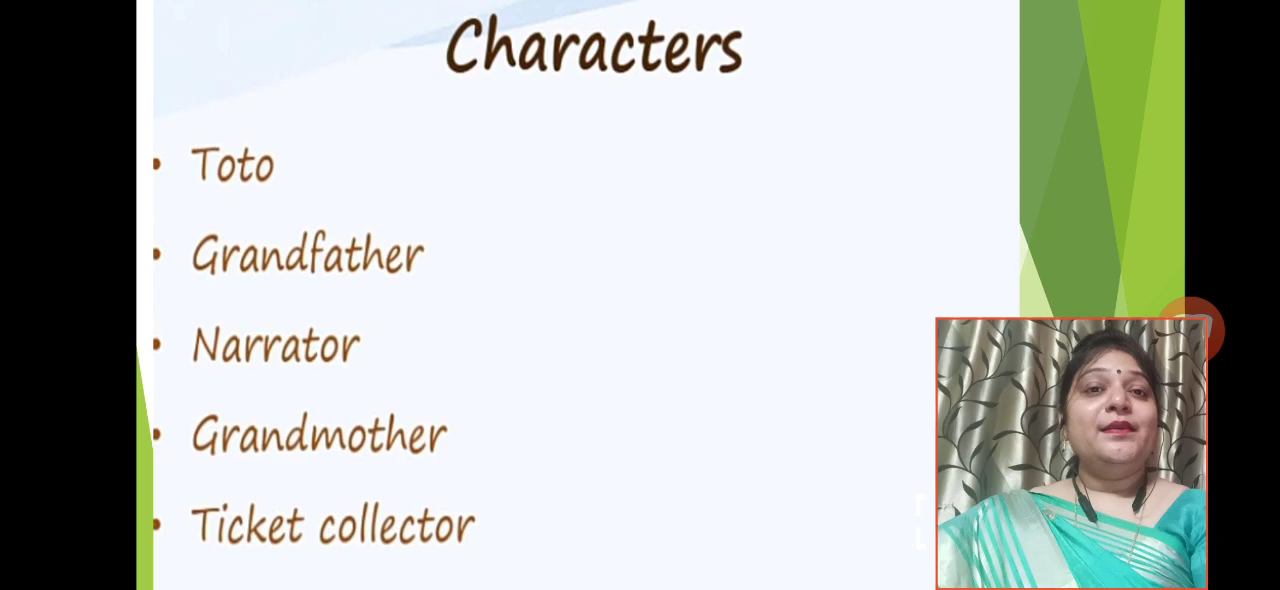 Characters
• Toto
• Grandfather
• Narrator
• Grandmother
• Ticket collector